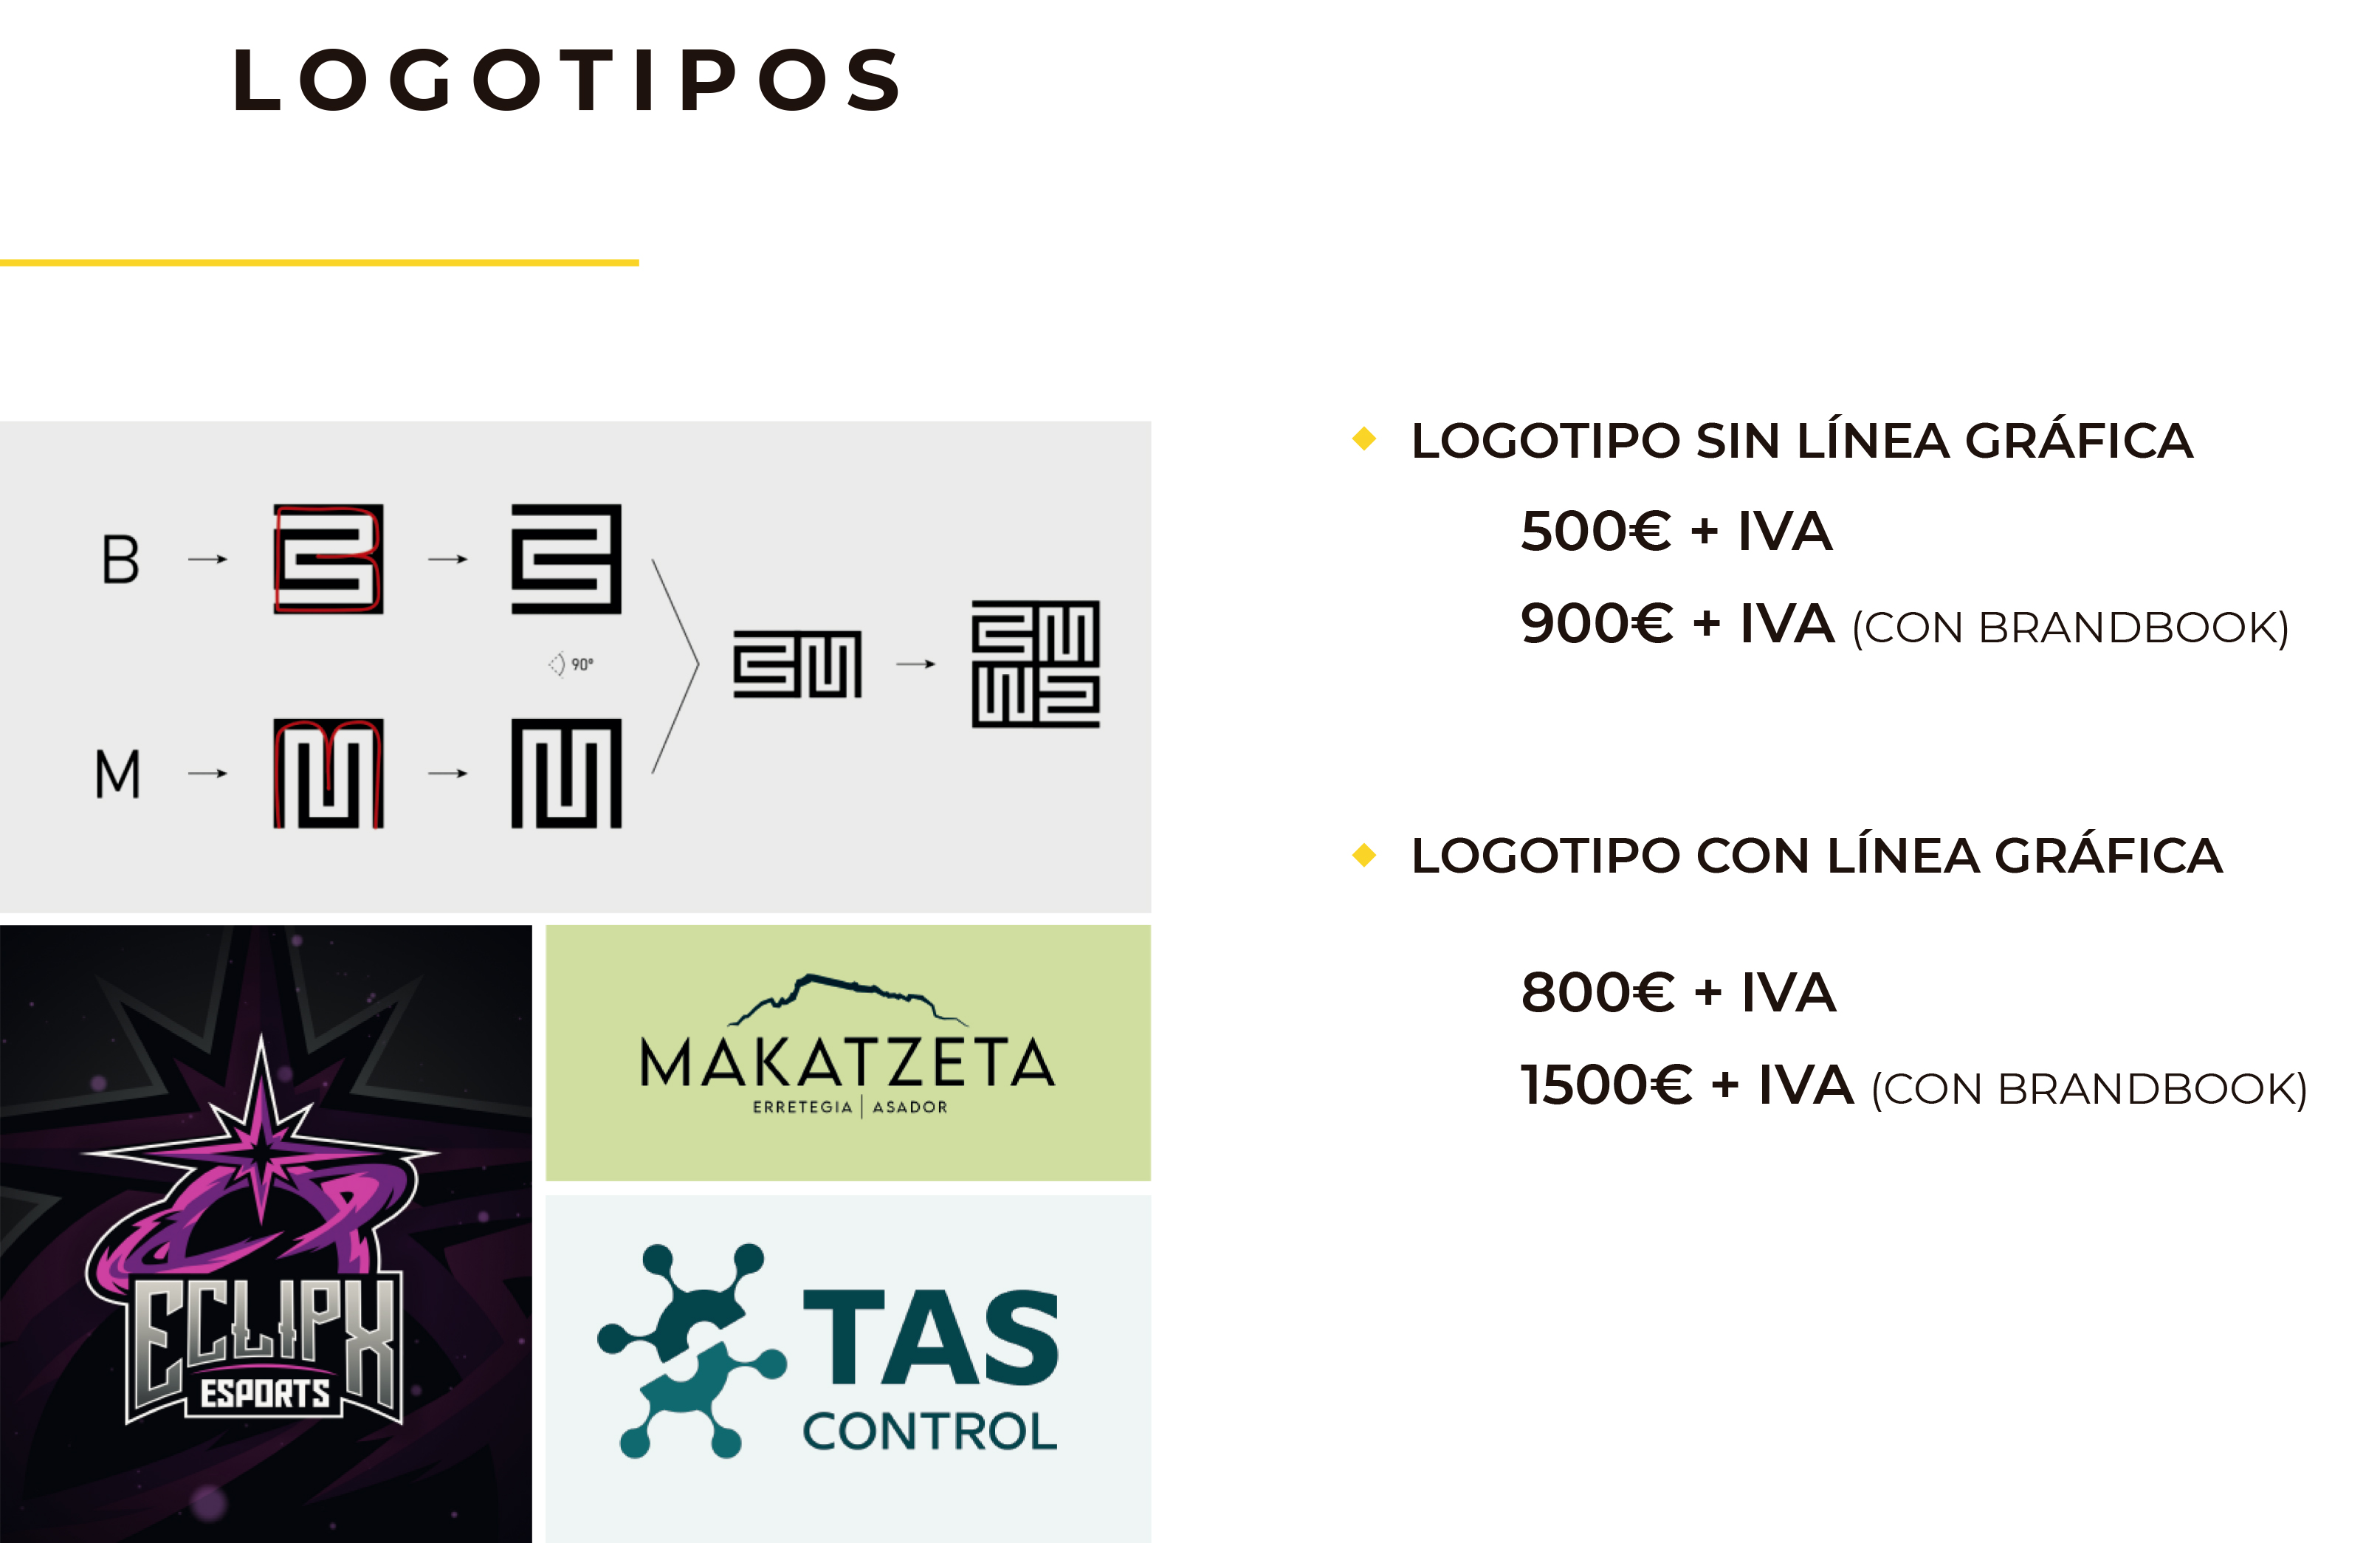 LOGOTIPOS
B
90º
M
ECLIPX
ESPORTS
MAKATZETA
ERRETEGIA | ASADOR
TAS
CONTROL
LOGOTIPO SIN LÍNEA GRÁFICA
500€ + IVA
900€ + IVA (CON BRANDBOOK)
LOGOTIPO CON LÍNEA GRÁFICA
800€ + IVA
1500€ + IVA (CON BRANDBOOK)